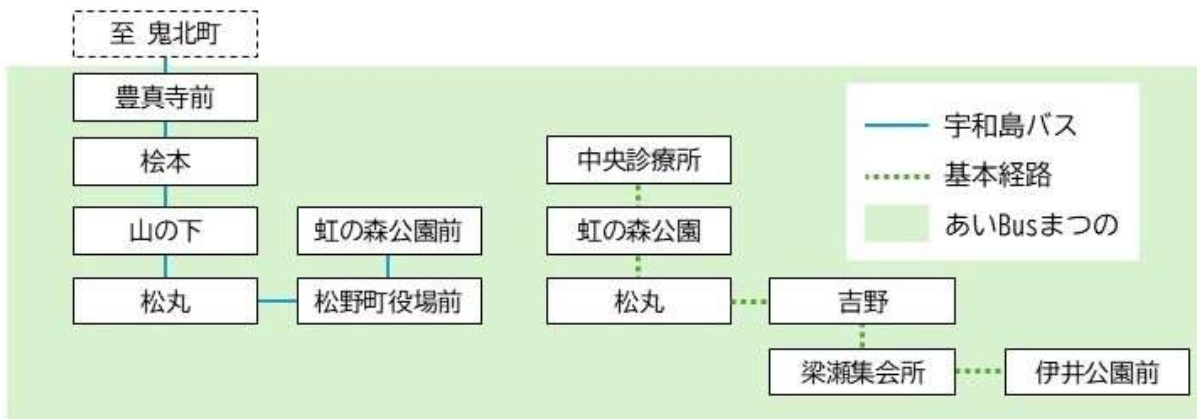 至 鬼北町
豊真寺前
桧本
山の下
松丸
虹の森公園前
松野町役場前
中央診療所
虹の森公園
松丸
吉野
梁瀬集会所
伊井公園前
宇和島バス
基本経路
あいBusまつの